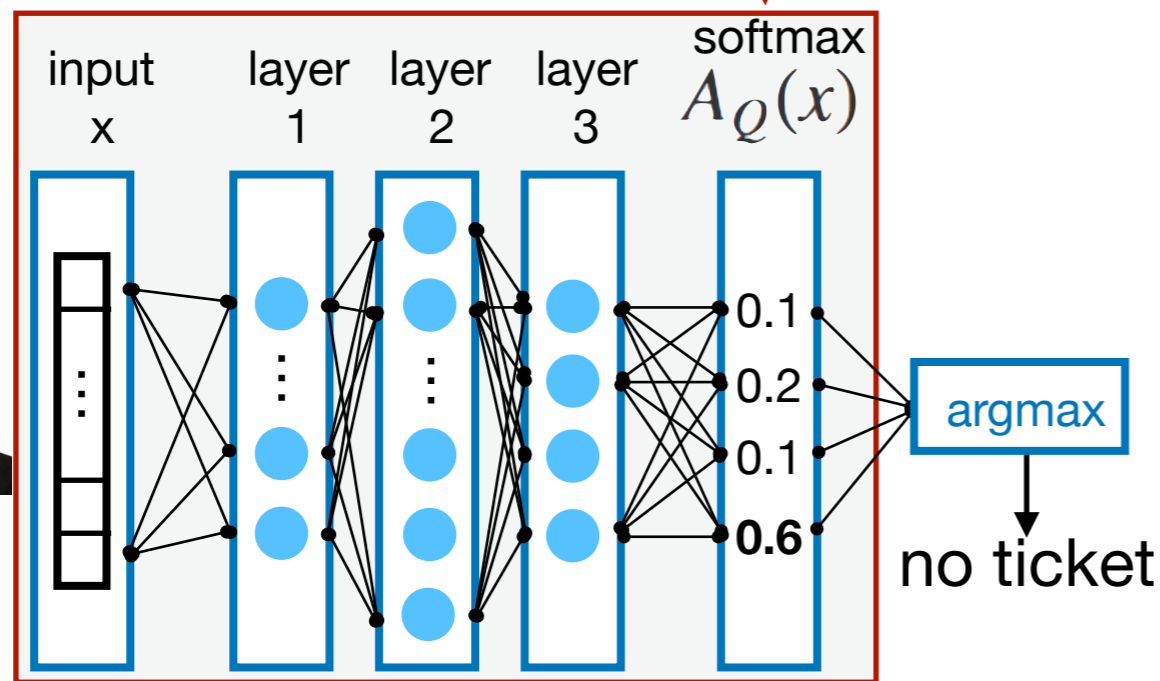 input
x
layer
1
layer
2
layer
3
softmax
A_Q(x)
⋮
⋮
⋮
0.1
0.2
0.1
0.6
argmax
no ticket